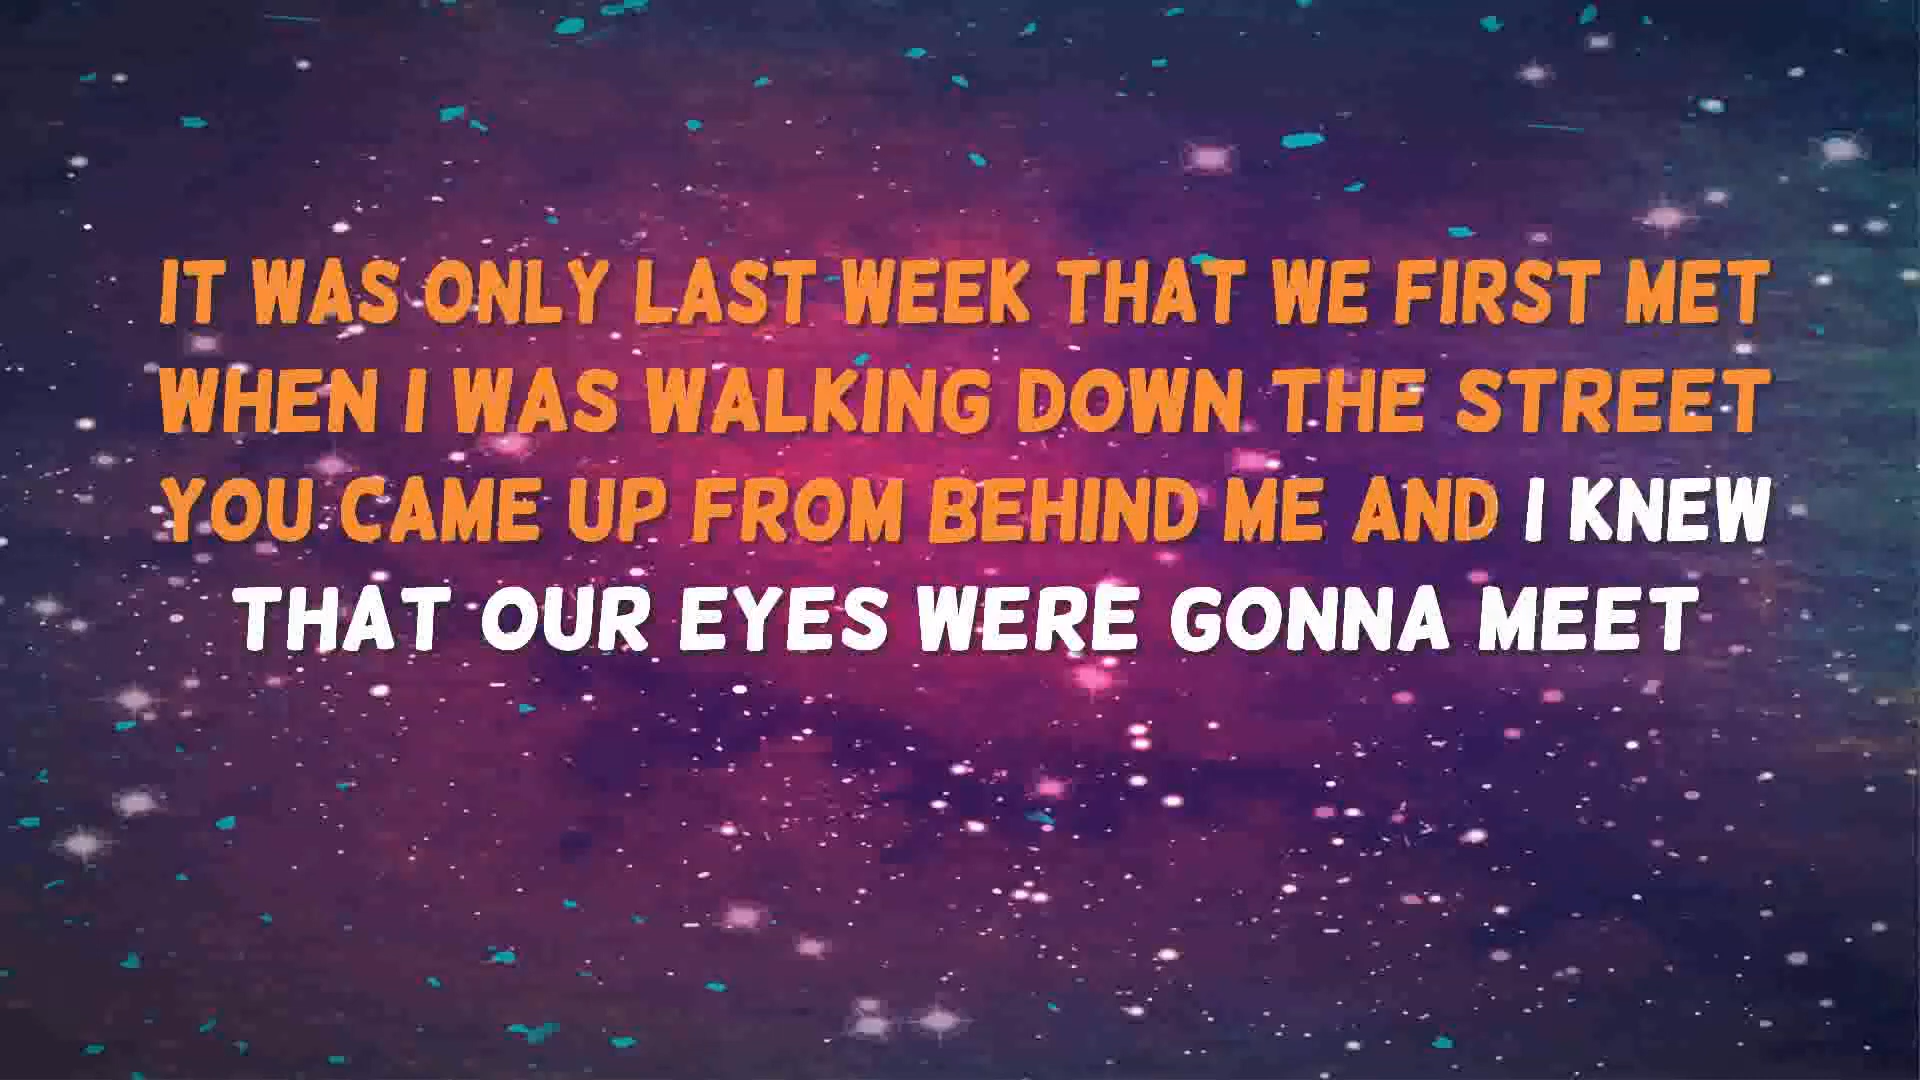 IT WAS ONLY LAST WEEK THAT WE FIRST MET
WHEN I WAS WALKING DOWN THE STREET
YOU CAME UP FROM BEHIND ME AND I KNEW
THAT OUR EYES WERE GONNA MEET